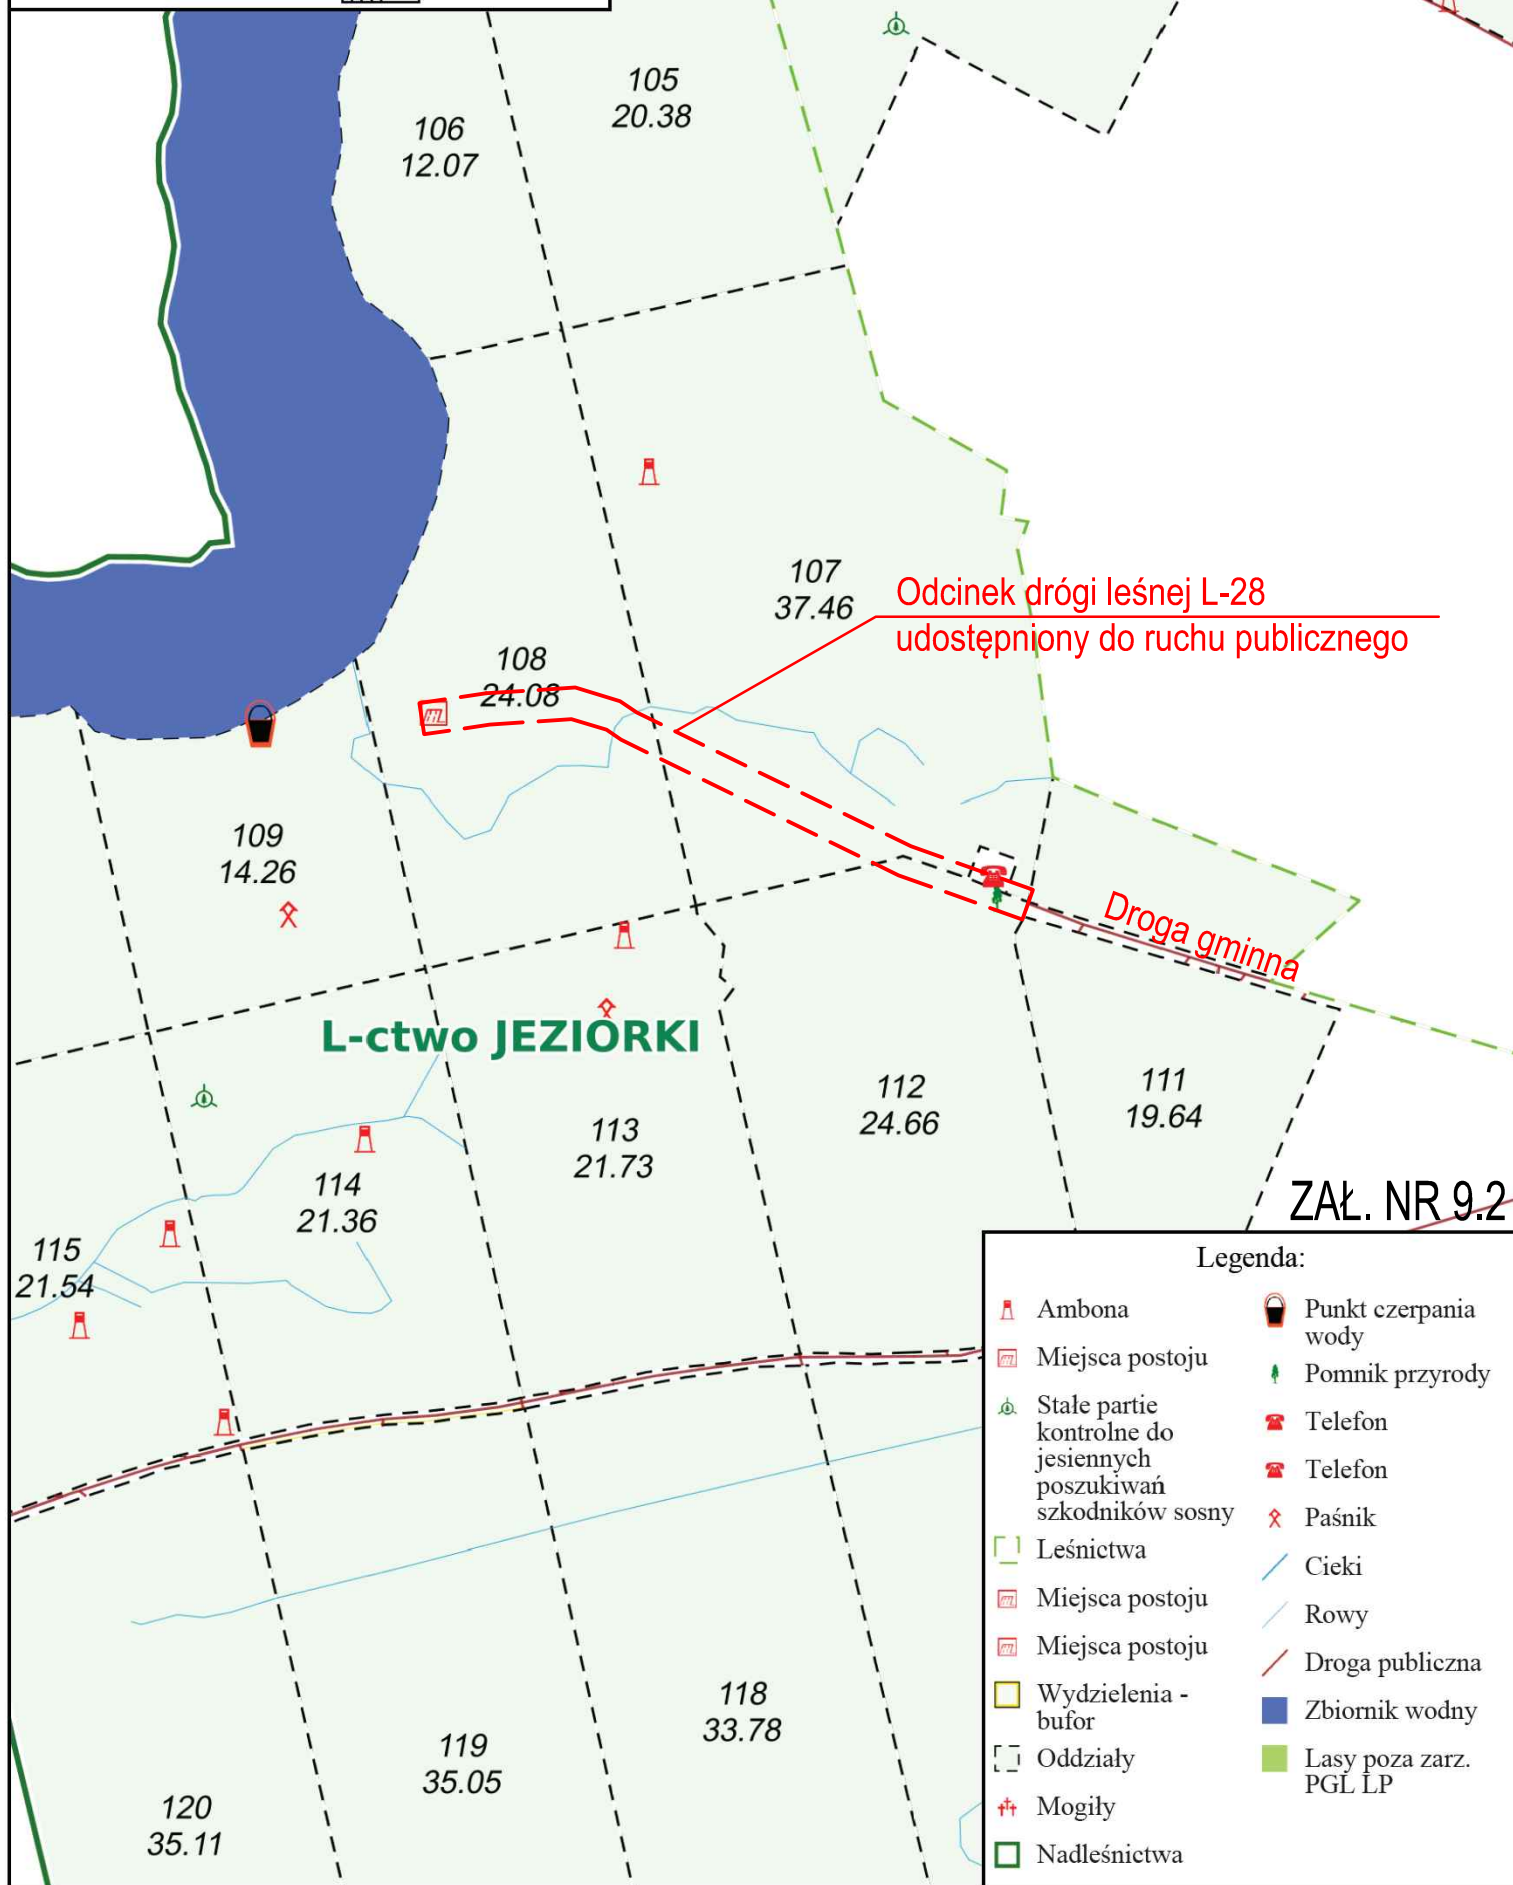 105
20.38
106
12.07
107
37.46
Odcinek drógi leśnej L-28
udostępniony do ruchu publicznego
108
24.08
109
14.26
Droga gminna
L-ctwo JEZIORKI
112
24.66
111
19.64
113
21.73
114
21.36
115
21.54
ZAŁ. NR 9.2
118
33.78
119
35.05
120
35.11
Legenda:
Ambona
Miejsca postoju
Stałe partie
kontrolne do
jesiennych
poszukiwań
szkodników sosny
Leśnictwa
Miejsca postoju
Miejsca postoju
Wydzielenia -
bufor
Oddziały
Mogiły
Nadleśnictwa
Punkt czerpania
wody
Pomnik przyrody
Telefon
Telefon
Paśnik
Cieki
Rowy
Droga publiczna
Zbiornik wodny
Lasy poza zarz.
PGL LP